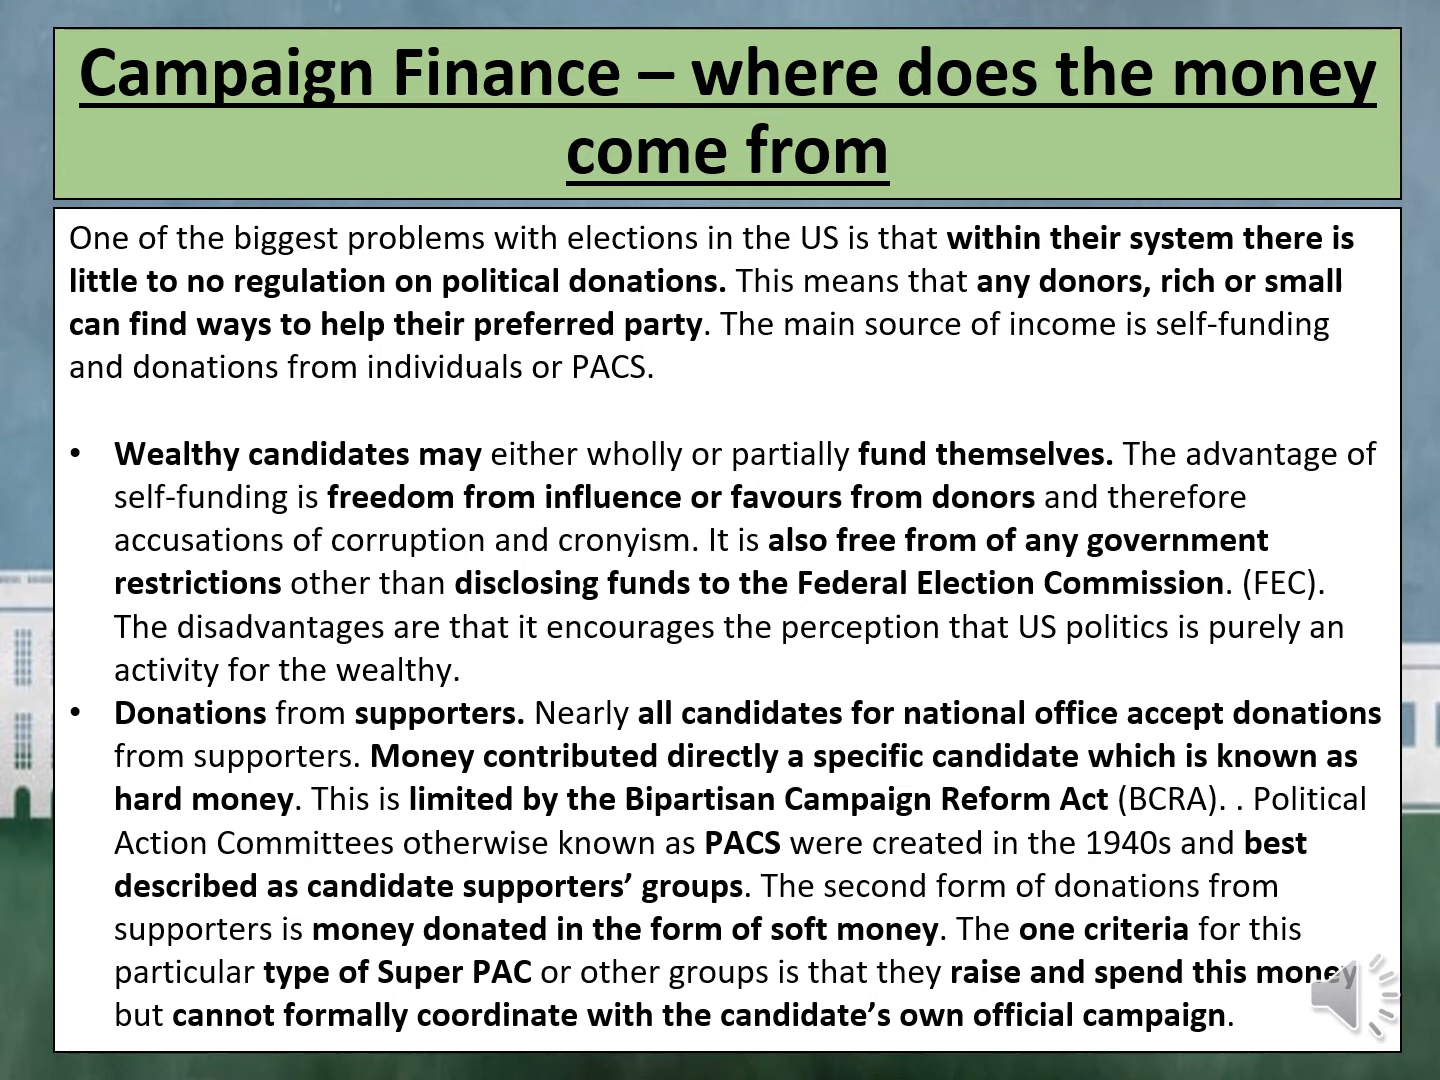 Campaign Finance – where does the money
come from
One of the biggest problems with elections in the US is that within their system there is
little to no regulation on political donations. This means that any donors, rich or small
can find ways to help their preferred party. The main source of income is self-funding
and donations from individuals or PACS.
• Wealthy candidates may either wholly or partially fund themselves. The advantage of
self-funding is freedom from influence or favours from donors and therefore
accusations of corruption and cronyism. It is also free from of any government
restrictions other than disclosing funds to the Federal Election Commission. (FEC).
The disadvantages are that it encourages the perception that US politics is purely an
activity for the wealthy.
• Donations from supporters. Nearly all candidates for national office accept donations
from supporters. Money contributed directly a specific candidate which is known as
hard money. This is limited by the Bipartisan Campaign Reform Act (BCRA). . Political
Action Committees otherwise known as PACS were created in the 1940s and best
described as candidate supporters’ groups. The second form of donations from
supporters is money donated in the form of soft money. The one criteria for this
particular type of Super PAC or other groups is that they raise and spend this money
but cannot formally coordinate with the candidate’s own official campaign.